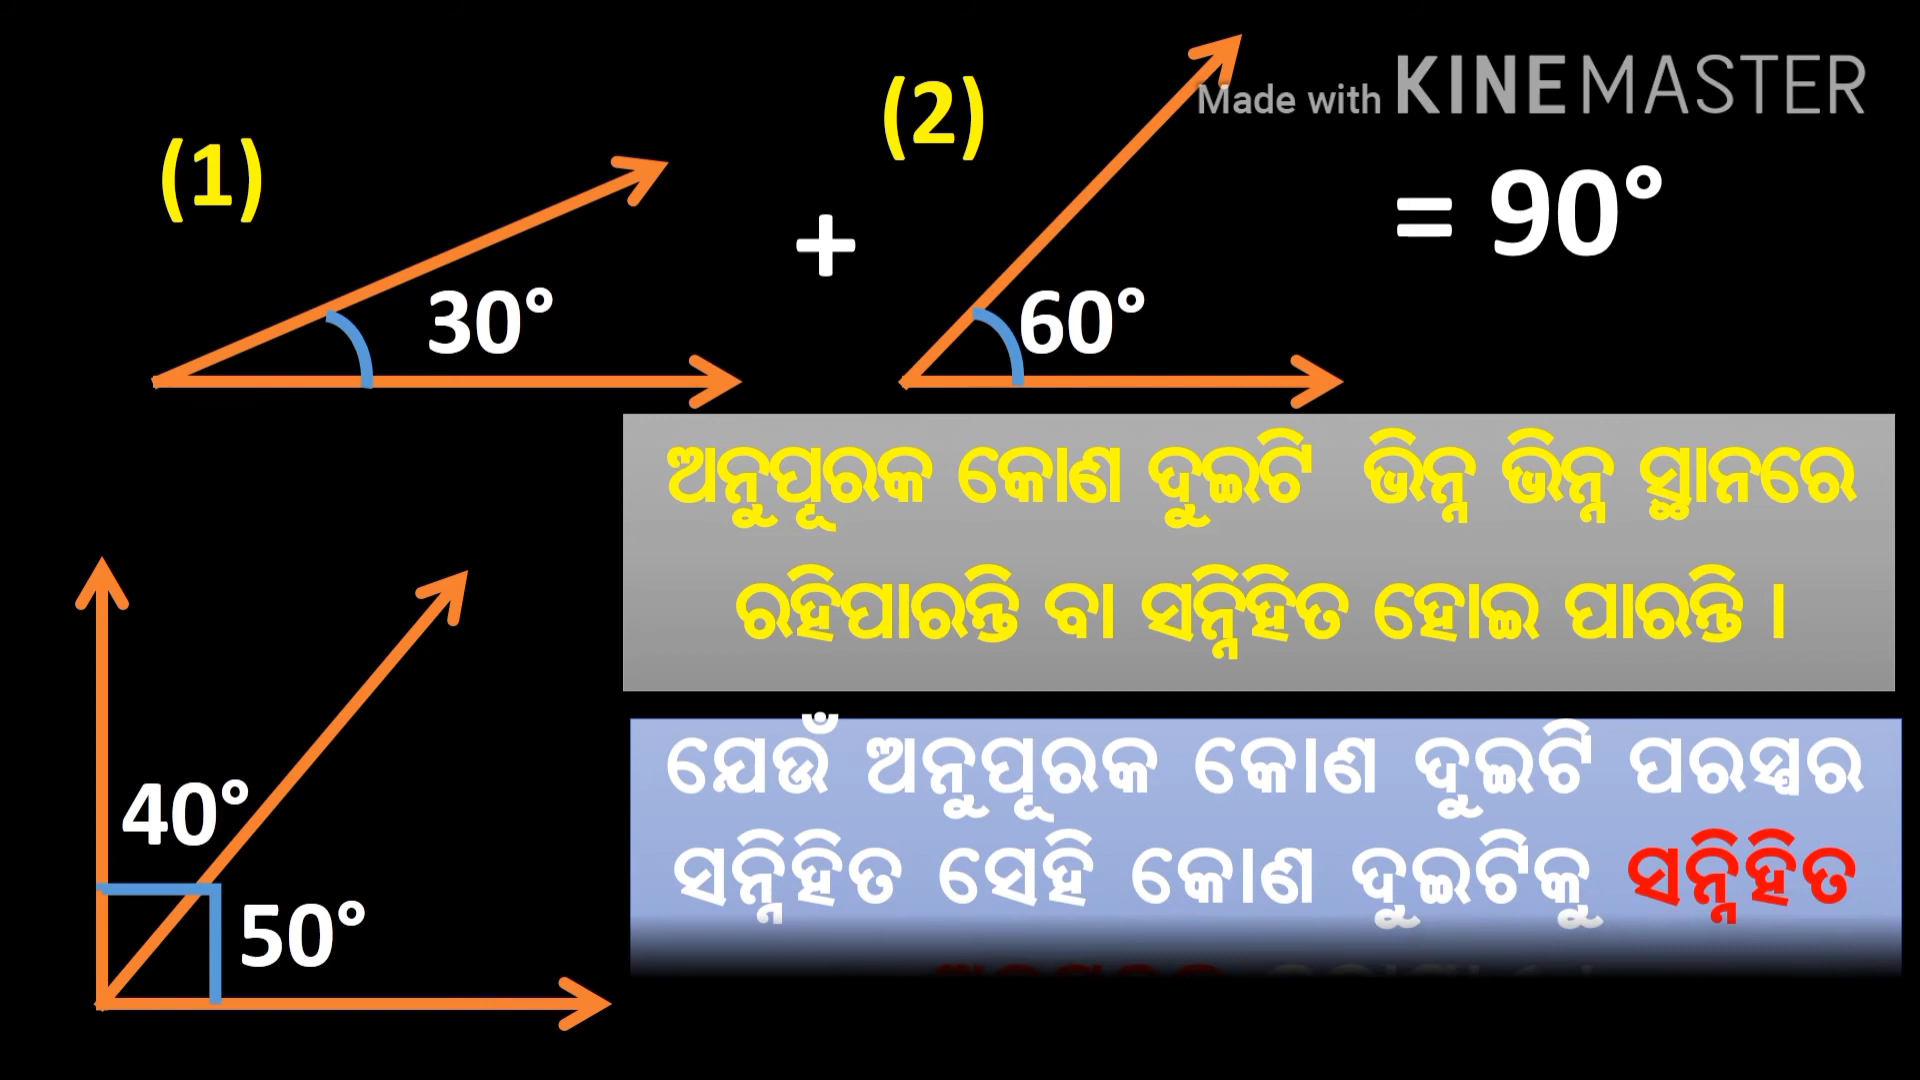 (1)
(2)
Made with KINEMASTER
30°
+
60°
= 90°
ଅନୁପୂରକ କୋଣ ଦୁଇଟି ଭିନ୍ନ ଭିନ୍ନ ସ୍ଥାନରେ
ରହିପାରନ୍ତି ବା ସନ୍ନିହିତ ହୋଇ ପାରନ୍ତି ।
40°
50°
ଯେଉଁ ଅନୁପୂରକ କୋଣ ଦୁଇଟି ପରସ୍ପର
ସନ୍ନିହିତ ସେହି କୋଣ ଦୁଇଟିକୁ ସନ୍ନିହିତ